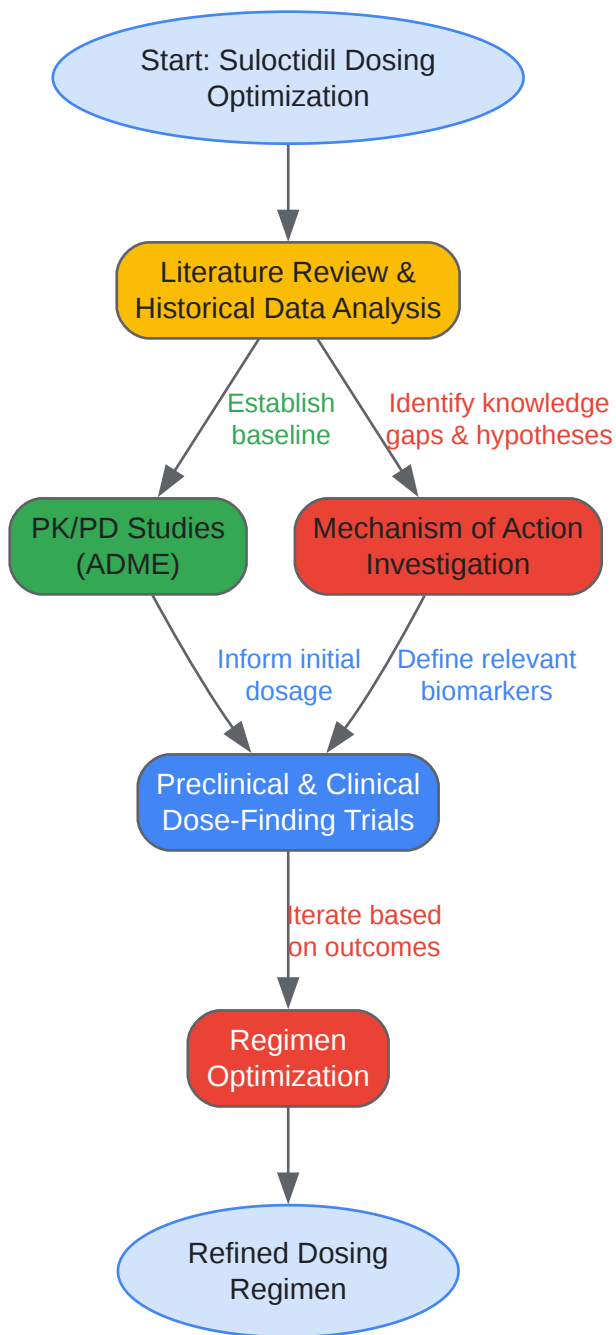 Start: Suloctidil Dosing
Optimization
Literature Review &
Historical Data Analysis
Establish
baseline
Identify knowledge
gaps & hypotheses
PK/PD Studies
(ADME)
Mechanism of Action
Investigation
Inform initial
dosage
Define relevant
biomarkers
Preclinical & Clinical
Dose-Finding Trials
Iterate based
on outcomes
Regimen
Optimization
Refined Dosing
Regimen